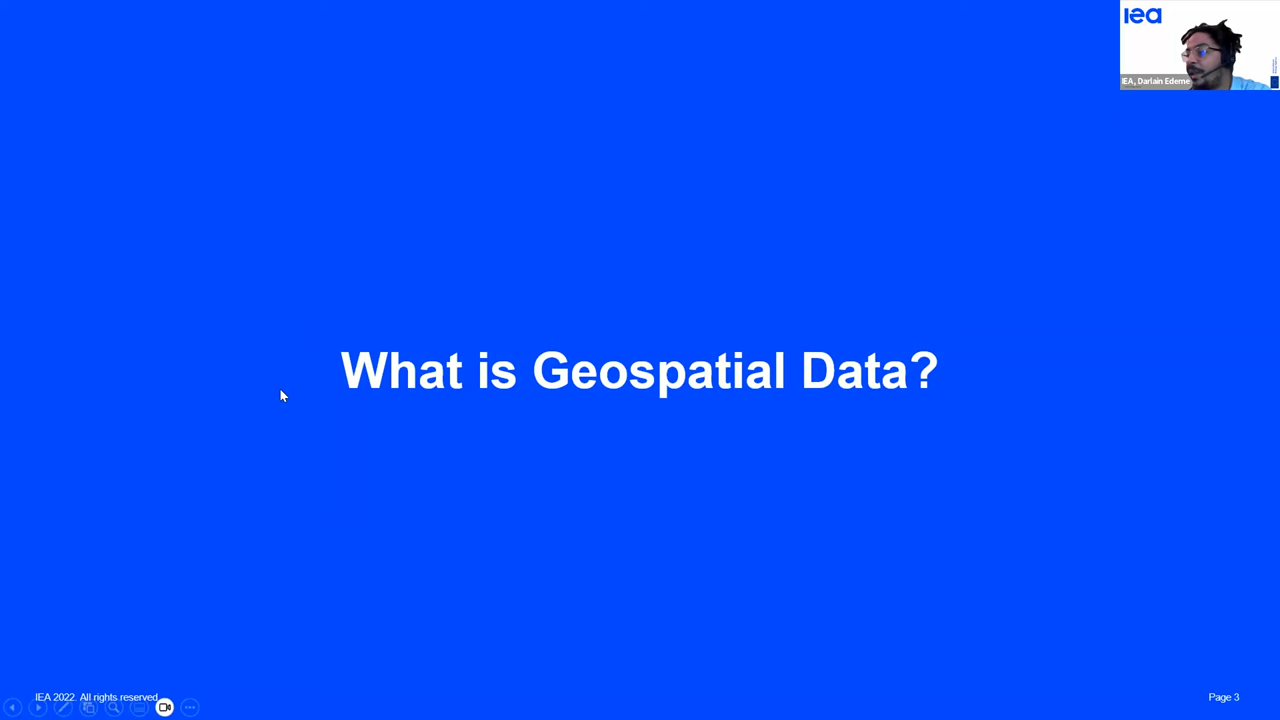 iea
IEA, Darlain Edeme
What is Geospatial Data?
IEA 2022. All rights reserved.
Page 3